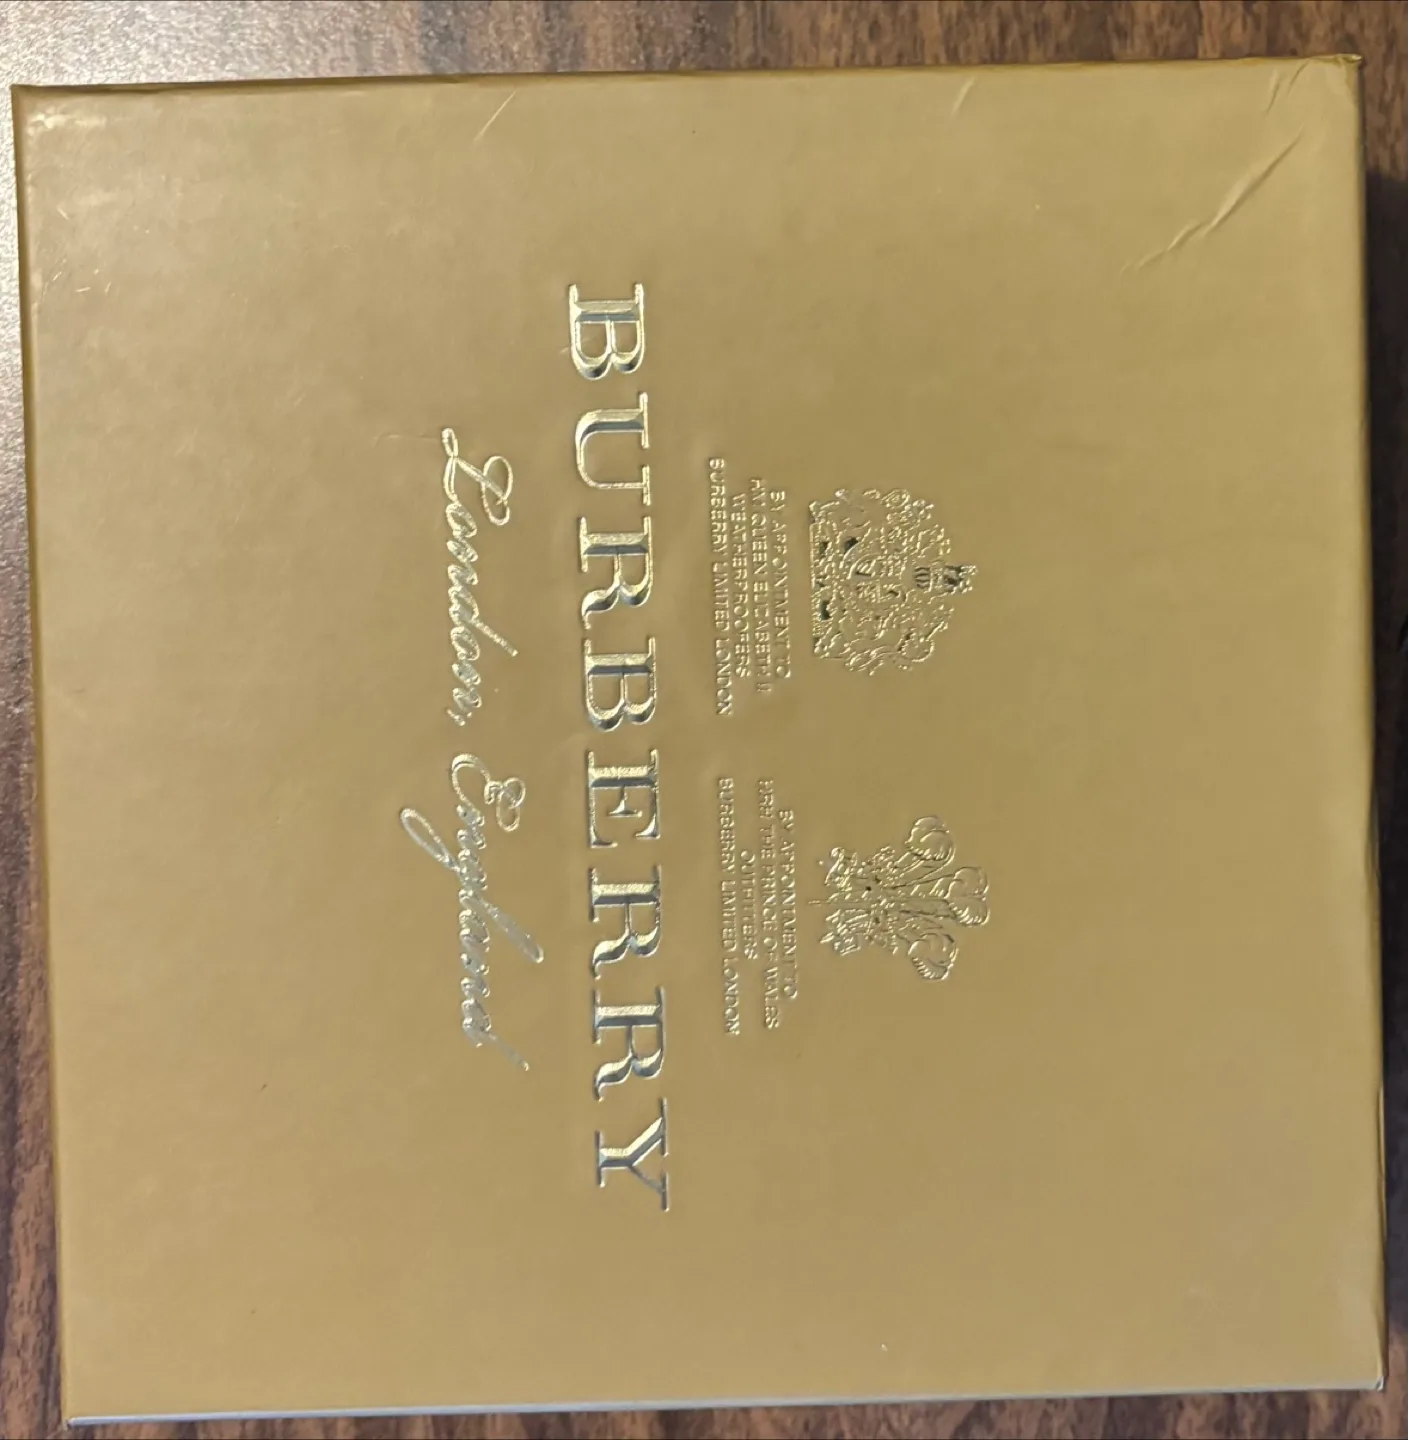 BY APPOINTMENT TO
HM QUEEN ELIZABETH II
WEATHERPROOFERS
BURBERRY LIMITED LONDON
BY APPOINTMENT TO
HRH THE PRINCE OF WALES
OUTFITTERS
BURBERRY LIMITED LONDON
BURBERRY
London, England